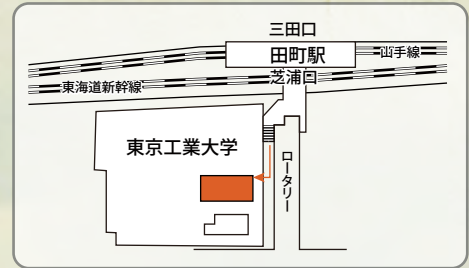 三田口
田町駅
山手線
芝浦口
東海道新幹線
東京工業大学
ロータリー